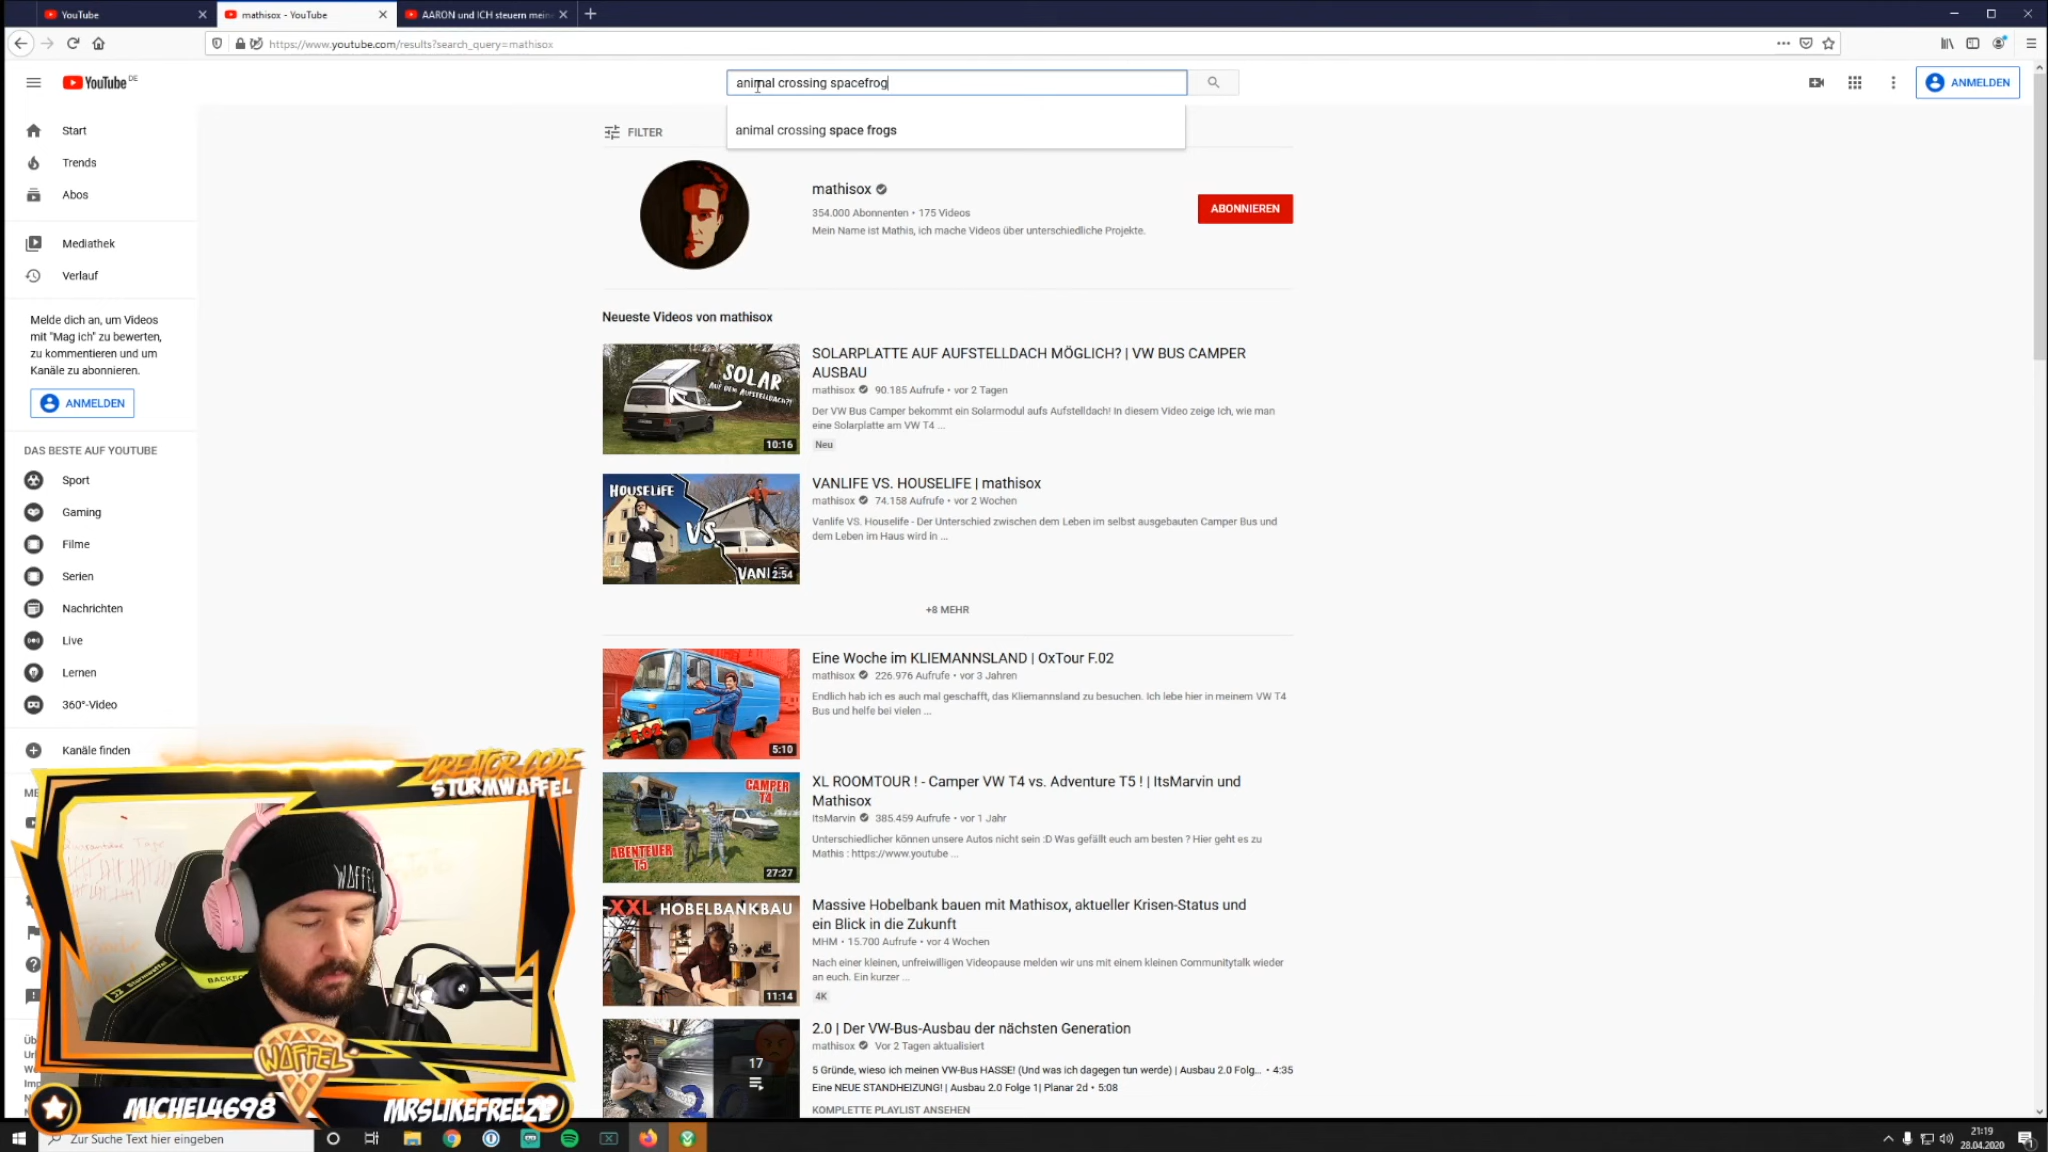 YouTube
mathisox - YouTube
AARON und ICH steuern mein
https://www.youtube.com/results?search_query=mathisox
YouTube DE
animal crossing spacefrog
ANMELDEN
animal crossing space frogs
Start
Trends
Abos
Mediathek
Verlauf
Melde dich an, um Videos
mit "Mag ich" zu bewerten,
zu kommentieren und um
Kanäle zu abonnieren.
ANMELDEN
DAS BESTE AUF YOUTUBE
Sport
Gaming
Filme
Serien
Nachrichten
Live
Lernen
360°-Video
Kanäle finden
FILTER
mathisox
354.000 Abonnenten • 175 Videos
Mein Name ist Mathis, ich mache Videos über unterschiedliche Projekte.
ABONNIEREN
Neueste Videos von mathisox
SOLAR
AUF DEM
AUFSTELLDACH?!
10:16
SOLARPLATTE AUF AUFSTELLDACH MÖGLICH? | VW BUS CAMPER
AUSBAU
mathisox 90.185 Aufrufe • vor 2 Tagen
Der VW Bus Camper bekommt ein Solarmodul aufs Aufstelldach! In diesem Video zeige Ich, wie man
eine Solarplatte am VW T4 ...
Neu
HOUSELIFE
VS.
VANLI
2:54
VANLIFE VS. HOUSELIFE | mathisox
mathisox 74.158 Aufrufe • vor 2 Wochen
Vanlife VS. Houselife - Der Unterschied zwischen dem Leben im selbst ausgebauten Camper Bus und
dem Leben im Haus wird in ...
+8 MEHR
F.02
5:10
Eine Woche im KLIEMANNSLAND | OxTour F.02
mathisox 226.976 Aufrufe • vor 3 Jahren
Endlich hab ich es auch mal geschafft, das Kliemannsland zu besuchen. Ich lebe hier in meinem VW T4
Bus und helfe bei vielen ...
CAMPER
T4
ABENTEUER
T5
27:27
XL ROOMTOUR ! - Camper VW T4 vs. Adventure T5 ! | ItsMarvin und
Mathisox
ItsMarvin 385.459 Aufrufe • vor 1 Jahr
Unterschiedlicher können unsere Autos nicht sein :D Was gefällt euch am besten ? Hier geht es zu
Mathis : https://www.youtube ...
XXL HOBELBANKBAU
11:14
Massive Hobelbank bauen mit Mathisox, aktueller Krisen-Status und
ein Blick in die Zukunft
MHM • 15.700 Aufrufe • vor 4 Wochen
Nach einer kleinen, unfreiwilligen Videopause melden wir uns mit einem kleinen Communitytalk wieder
an euch. Ein kurzer ...
4K
2.0
17
2.0 | Der VW-Bus-Ausbau der nächsten Generation
mathisox Vor 2 Tagen aktualisiert
5 Gründe, wieso ich meinen VW-Bus HASSE! (Und was ich dagegen tun werde) | Ausbau 2.0 Folg... • 4:35
Eine NEUE STANDHEIZUNG! | Ausbau 2.0 Folge 1| Planar 2d • 5:08
KOMPLETTE PLAYLIST ANSEHEN
CREATOR CODE
STURMWAFFEL
WAFFEL
WAFFEL
MICHEL4698
MRSLIKEFREEZE
Zur Suche Text hier eingeben
21:19
28.04.2020